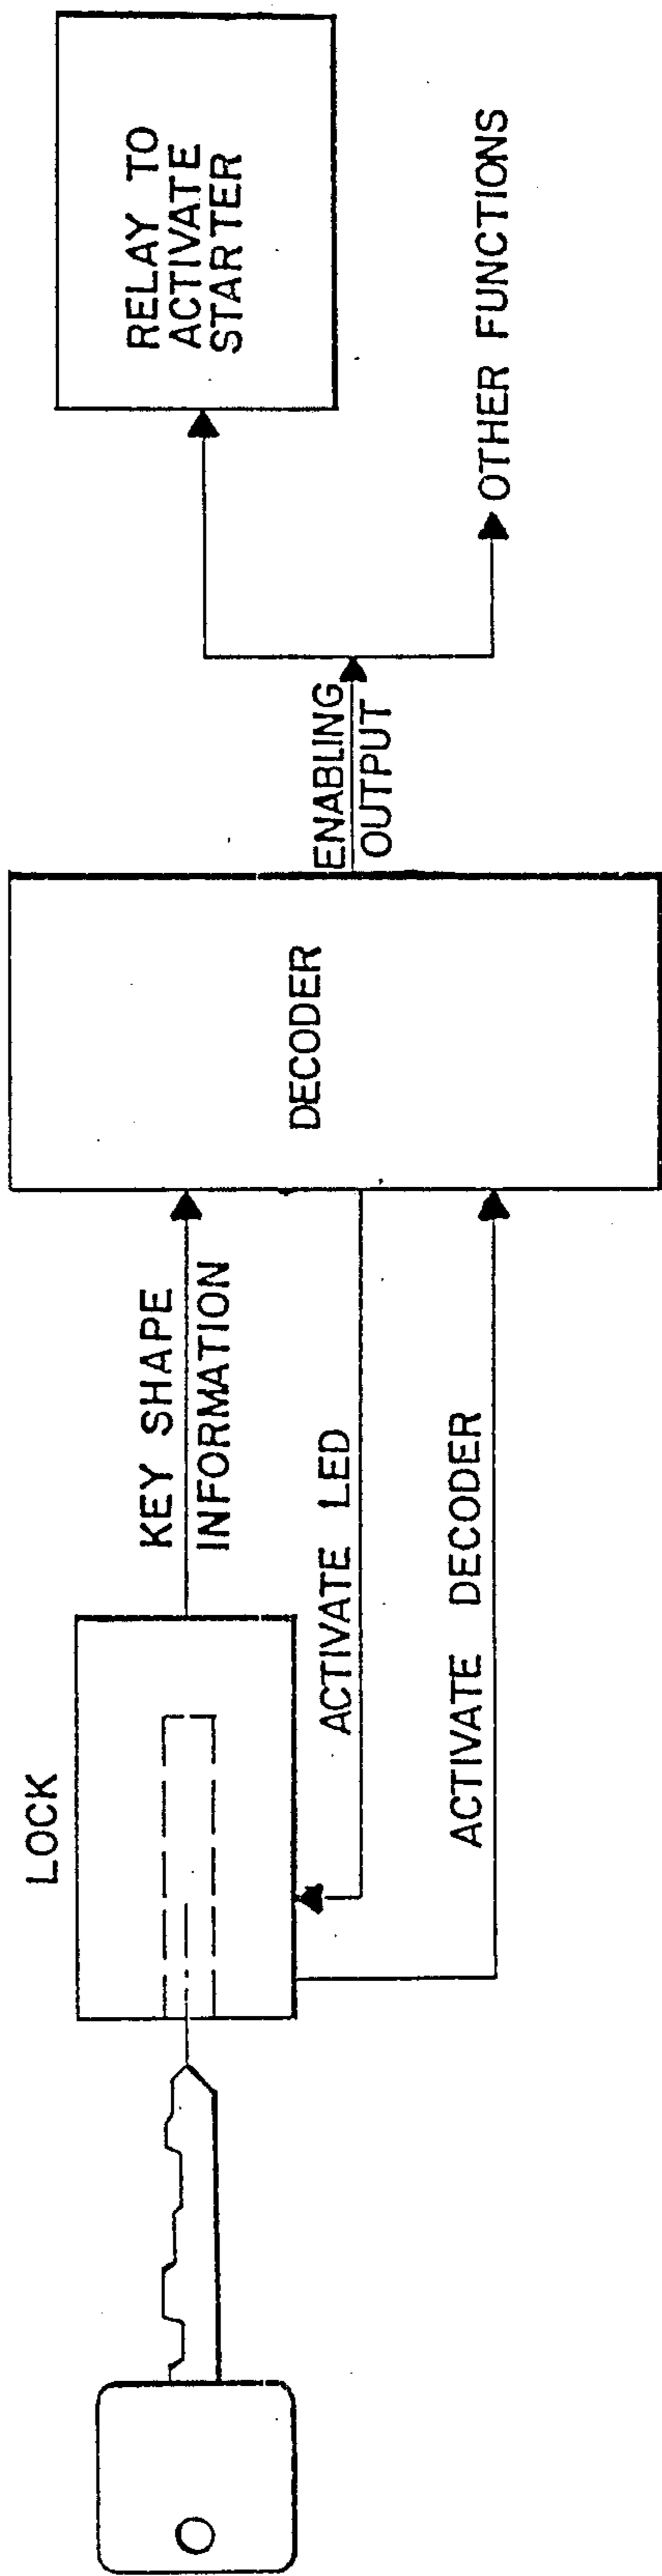 LOCK
KEY SHAPE
INFORMATION
ACTIVATE LED
ACTIVATE DECODER
DECODER
ENABLING
OUTPUT
RELAY TO
ACTIVATE
STARTER
OTHER FUNCTIONS